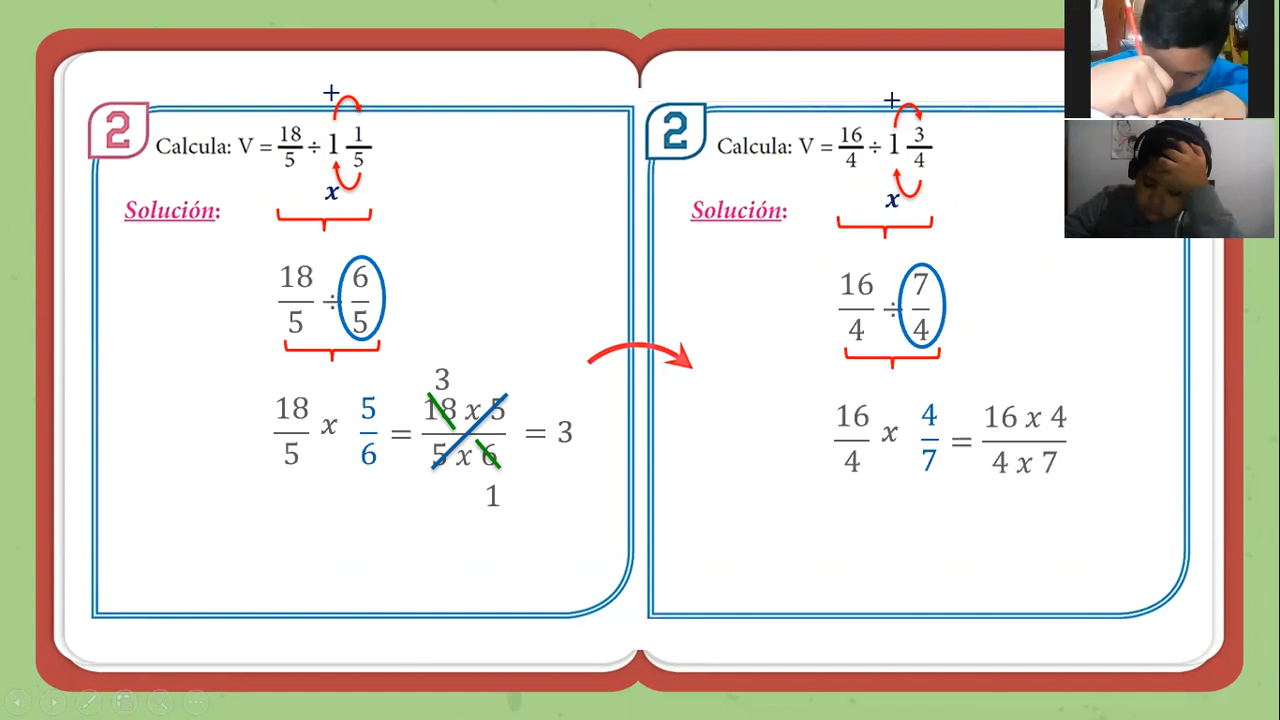 2
Calcula: V = 18/5 ÷ 1 1/5
+
x
Solución:
18/5 ÷ 6/5
18/5 x 5/6 = 18 x 5 / 5 x 6 = 3
3
1
2
Calcula: V = 16/4 ÷ 1 3/4
+
x
Solución:
16/4 ÷ 7/4
16/4 x 4/7 = 16 x 4 / 4 x 7